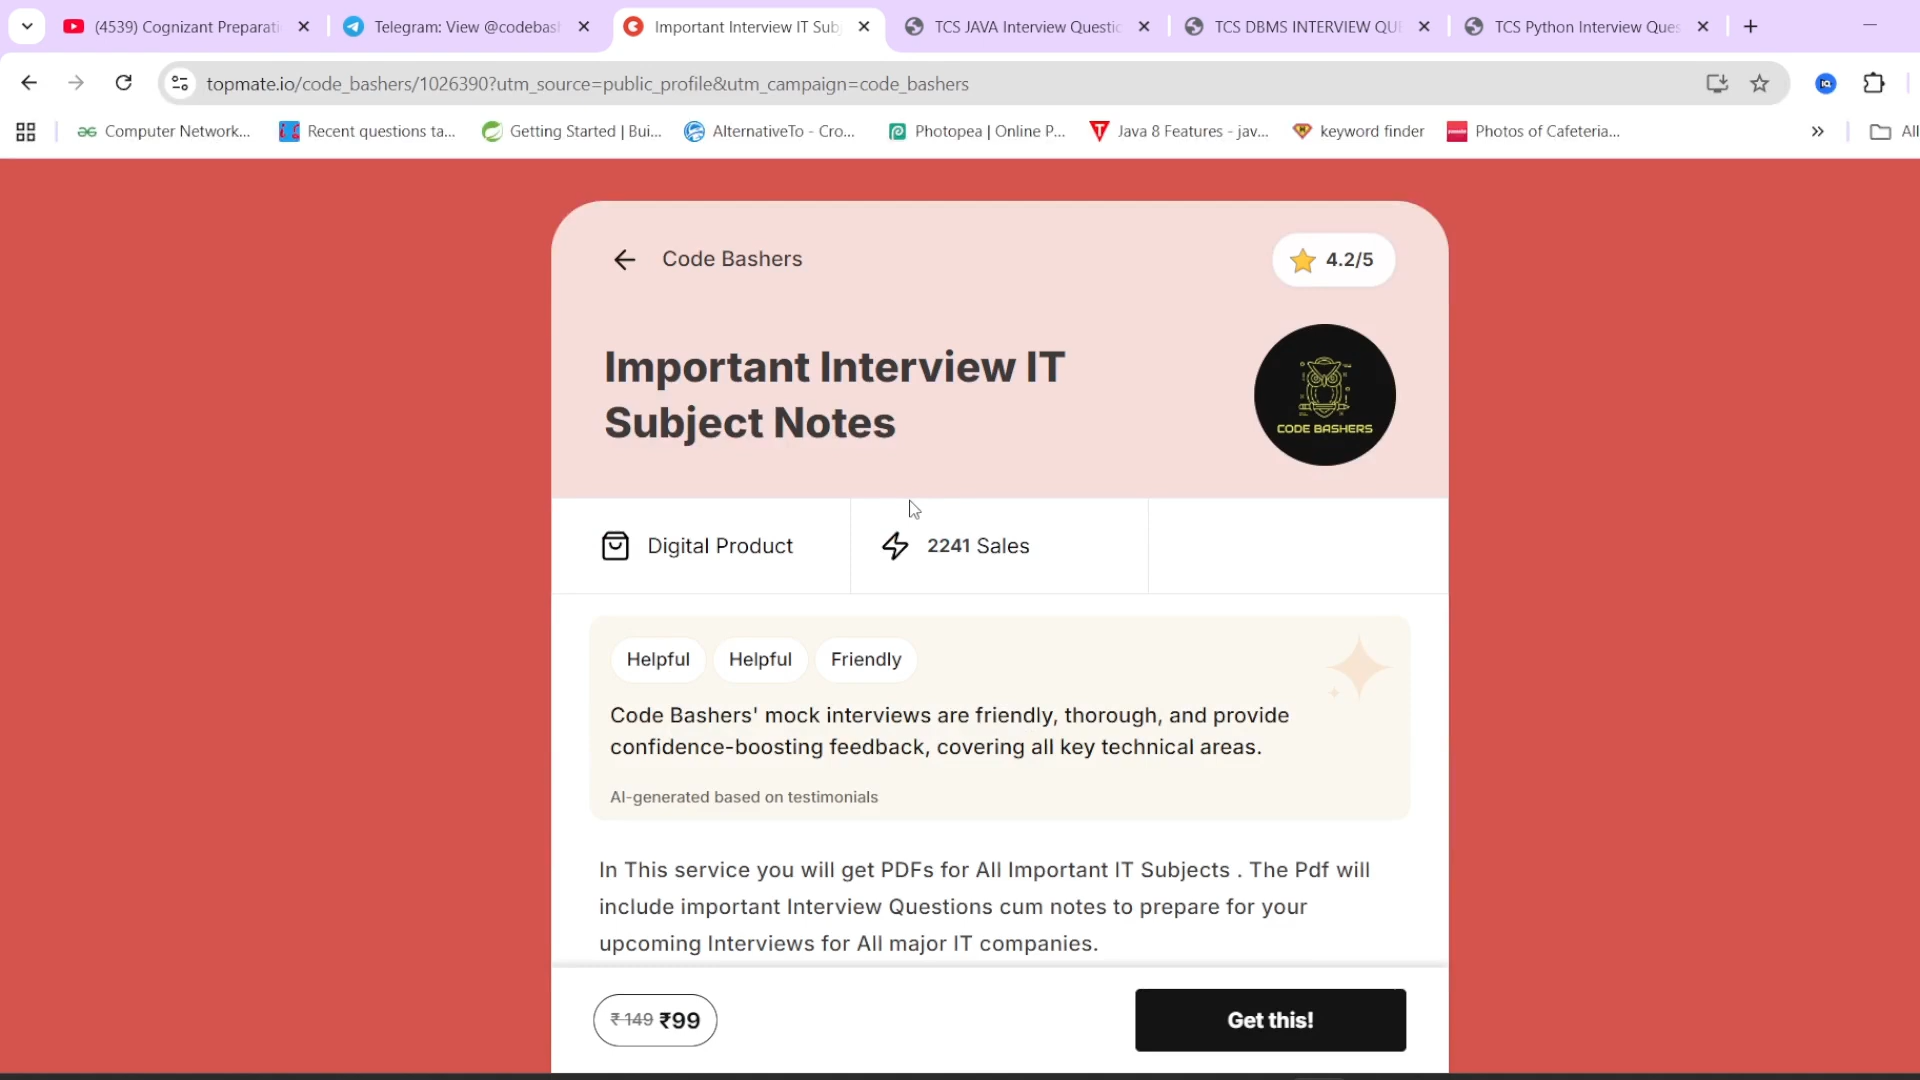 (4539) Cognizant Preparati
Telegram: View @codebash
Important Interview IT Sub
TCS JAVA Interview Questio
TCS DBMS INTERVIEW QUE
TCS Python Interview Ques
topmate.io/code_bashers/1026390?utm_source=public_profile&utm_campaign=code_bashers
Computer Network...
Recent questions ta...
Getting Started | Bui...
AlternativeTo - Cro...
Photopea | Online P...
Java 8 Features - jav...
keyword finder
Photos of Cafeteria...
All
Code Bashers
4.2/5
Important Interview IT
Subject Notes
CODE BASHERS
Digital Product
2241 Sales
Helpful
Helpful
Friendly
Code Bashers' mock interviews are friendly, thorough, and provide
confidence-boosting feedback, covering all key technical areas.
AI-generated based on testimonials
In This service you will get PDFs for All Important IT Subjects . The Pdf will
include important Interview Questions cum notes to prepare for your
upcoming Interviews for All major IT companies.
₹149 ₹99
Get this!